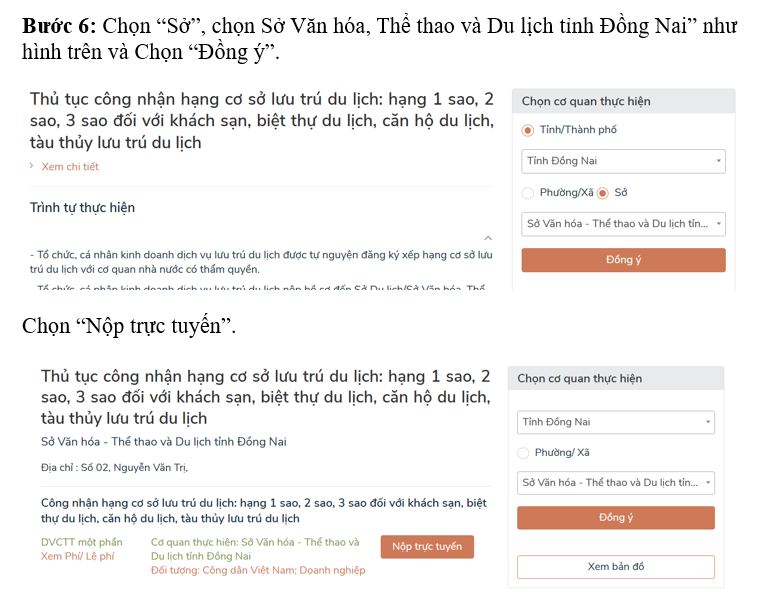 Bước 6: Chọn “Sở”, chọn Sở Văn hóa, Thể thao và Du lịch tỉnh Đồng Nai” như
hình trên và Chọn “Đồng ý”.
Thủ tục công nhận hạng cơ sở lưu trú du lịch: hạng 1 sao, 2
sao, 3 sao đối với khách sạn, biệt thự du lịch, căn hộ du lịch,
tàu thủy lưu trú du lịch
Xem chi tiết
Trình tự thực hiện
- Tổ chức, cá nhân kinh doanh dịch vụ lưu trú du lịch được tự nguyện đăng ký xếp hạng cơ sở lưu
trú du lịch với cơ quan nhà nước có thẩm quyền.
- Tổ chức, cá nhân kinh doanh dịch vụ lưu trú du lịch nộp hồ sơ đến Sở Du lịch/Sở Văn hóa, Thể
Chọn cơ quan thực hiện
Tỉnh/Thành phố
Tỉnh Đồng Nai
Phường/Xã Sở
Sở Văn hóa - Thể thao và Du lịch tỉn...
Đồng ý
Chọn “Nộp trực tuyến”.
Thủ tục công nhận hạng cơ sở lưu trú du lịch: hạng 1 sao, 2
sao, 3 sao đối với khách sạn, biệt thự du lịch, căn hộ du lịch,
tàu thủy lưu trú du lịch
Sở Văn hóa - Thể thao và Du lịch tỉnh Đồng Nai
Địa chỉ : Số 02, Nguyễn Văn Trị,
Công nhận hạng cơ sở lưu trú du lịch: hạng 1 sao, 2 sao, 3 sao đối với khách sạn, biệt
thự du lịch, căn hộ du lịch, tàu thủy lưu trú du lịch
DVCTT một phần
Xem Phí/ Lệ phí
Cơ quan thực hiện: Sở Văn hóa - Thể thao và
Du lịch tỉnh Đồng Nai
Đối tượng: Công dân Việt Nam; Doanh nghiệp
Nộp trực tuyến
Chọn cơ quan thực hiện
Tỉnh Đồng Nai
Phường/ Xã
Sở Văn hóa - Thể thao và Du lịch tỉn...
Đồng ý
Xem bản đồ